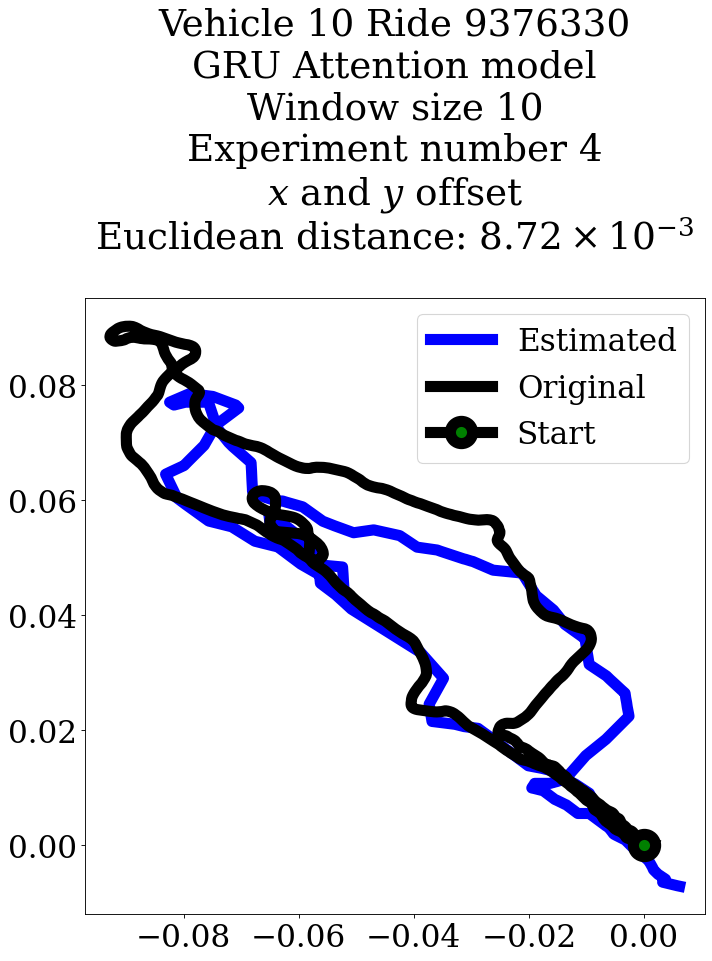 Vehicle 10 Ride 9376330
GRU Attention model
Window size 10
Experiment number 4
x and y offset
Euclidean distance: 8.72 × 10⁻³
Estimated
Original
Start
0.08
0.06
0.04
0.02
0.00
−0.08 −0.06 −0.04 −0.02 0.00